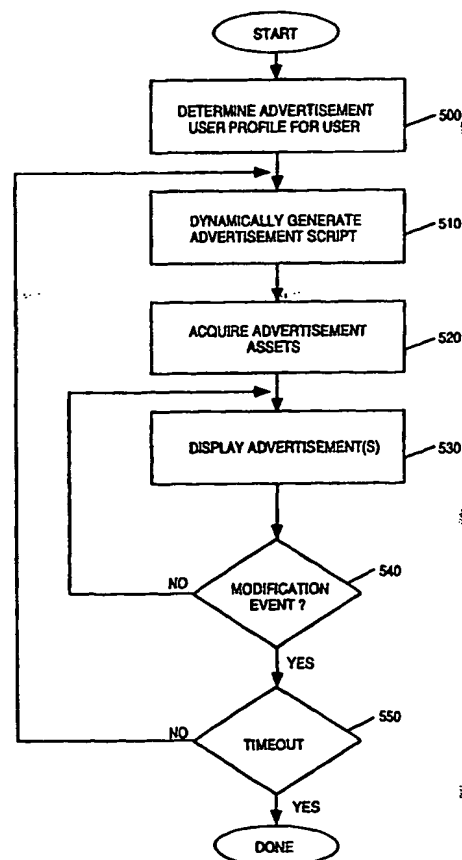 START
DETERMINE ADVERTISEMENT
USER PROFILE FOR USER
500
DYNAMICALLY GENERATE
ADVERTISEMENT SCRIPT
510
ACQUIRE ADVERTISEMENT
ASSETS
520
DISPLAY ADVERTISEMENT(S)
530
NO
MODIFICATION
EVENT ?
540
YES
NO
TIMEOUT
550
YES
DONE